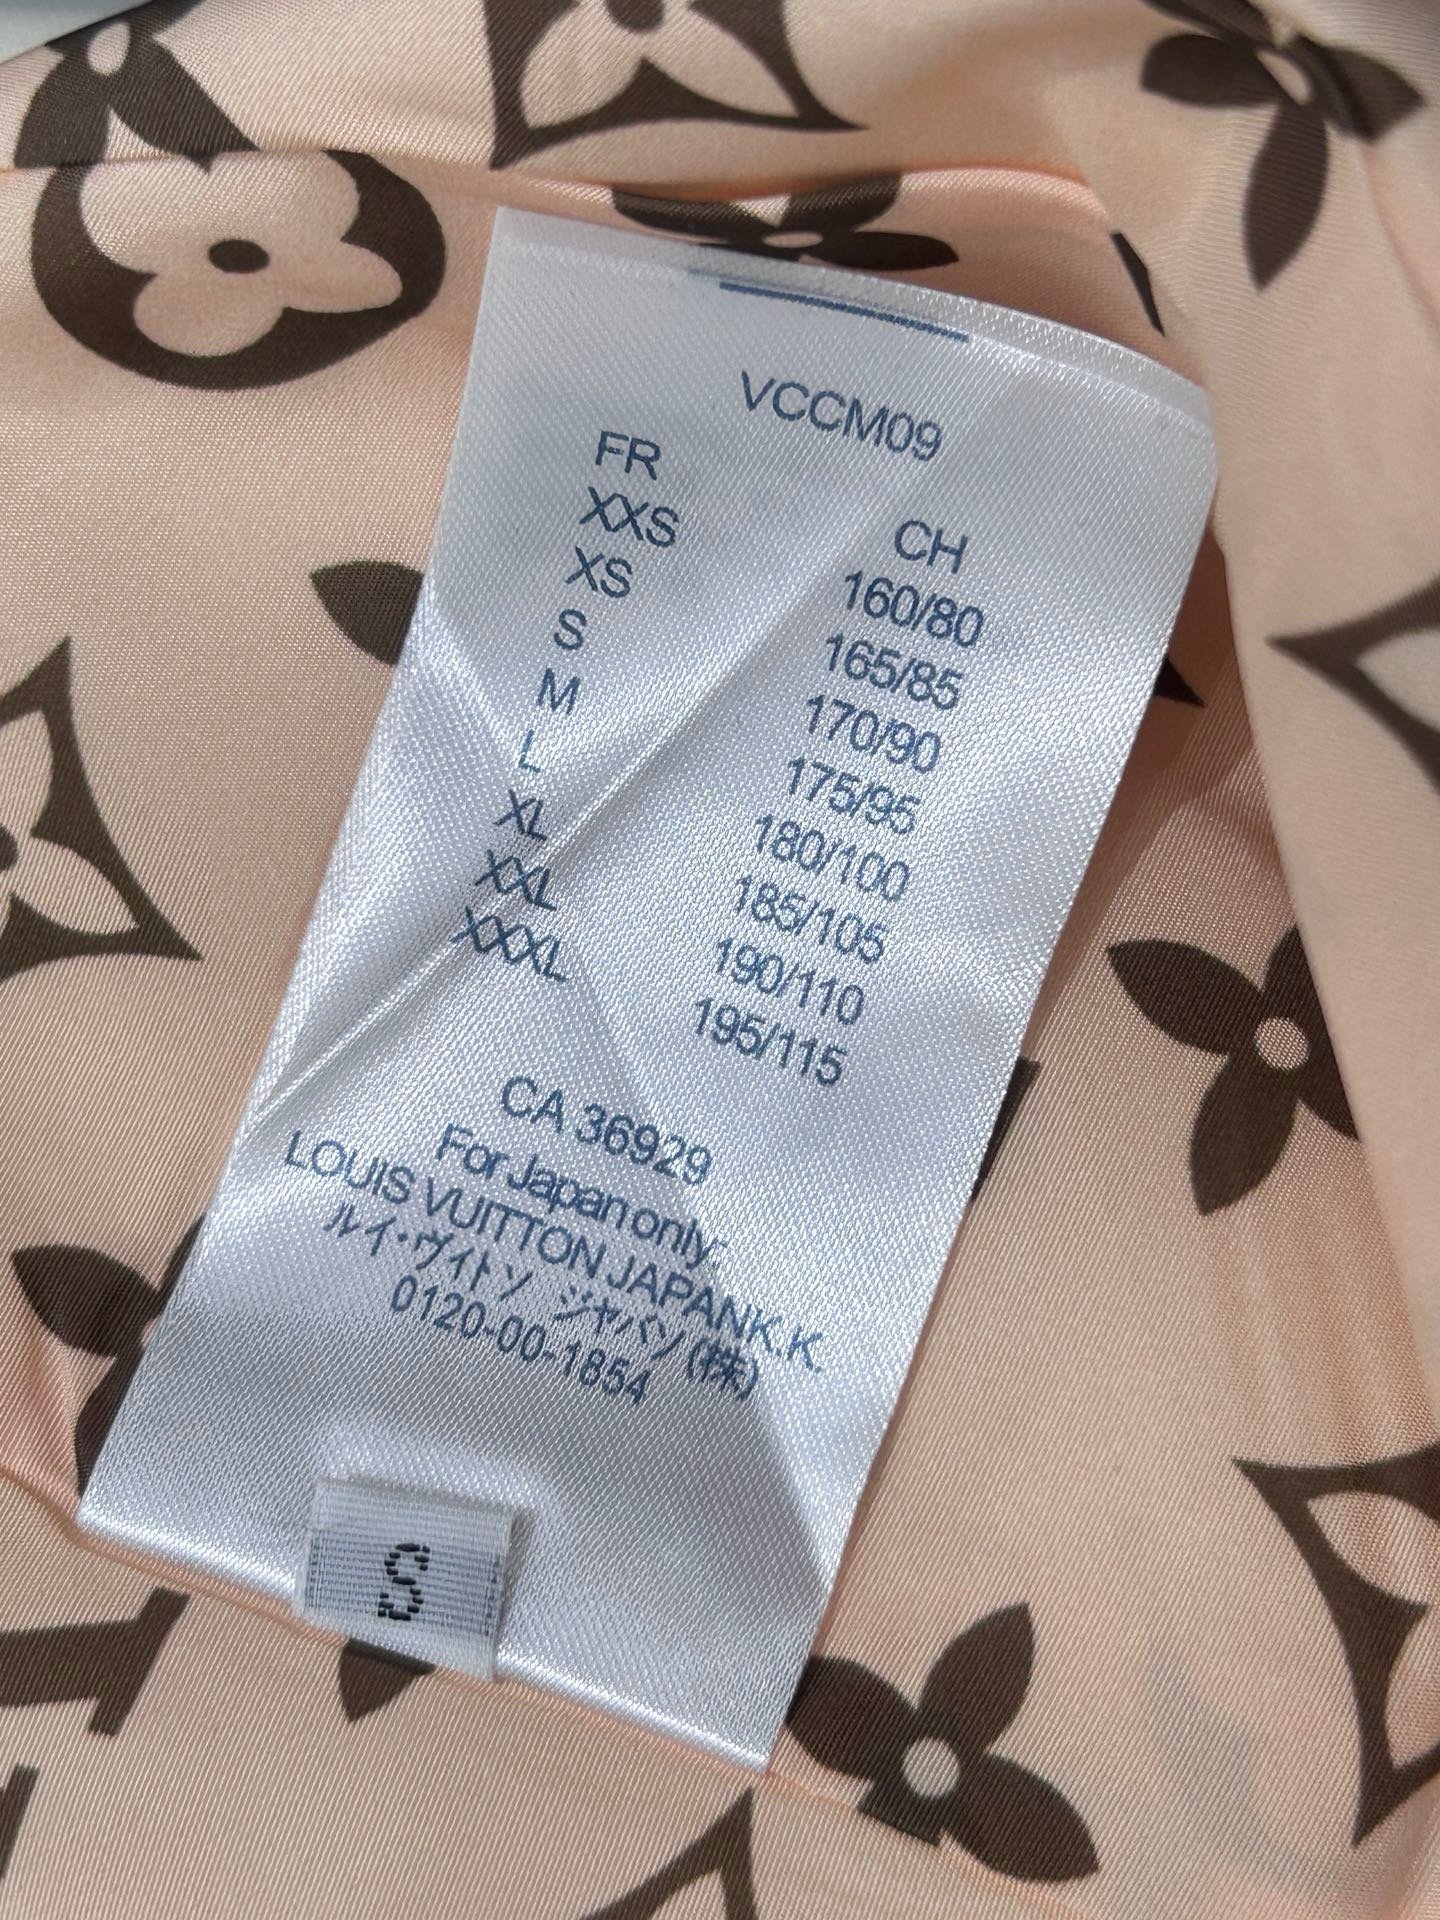 VCCM09
FR CH
XXS 160/80
XS 165/85
S 170/90
M 175/95
L 180/100
XL 185/105
XXL 190/110
XXXL 195/115
CA 36929
For Japan only:
LOUIS VUITTON JAPAN K.K.
ルイ・ヴィトン ジャパン(株)
0120-00-1854
S